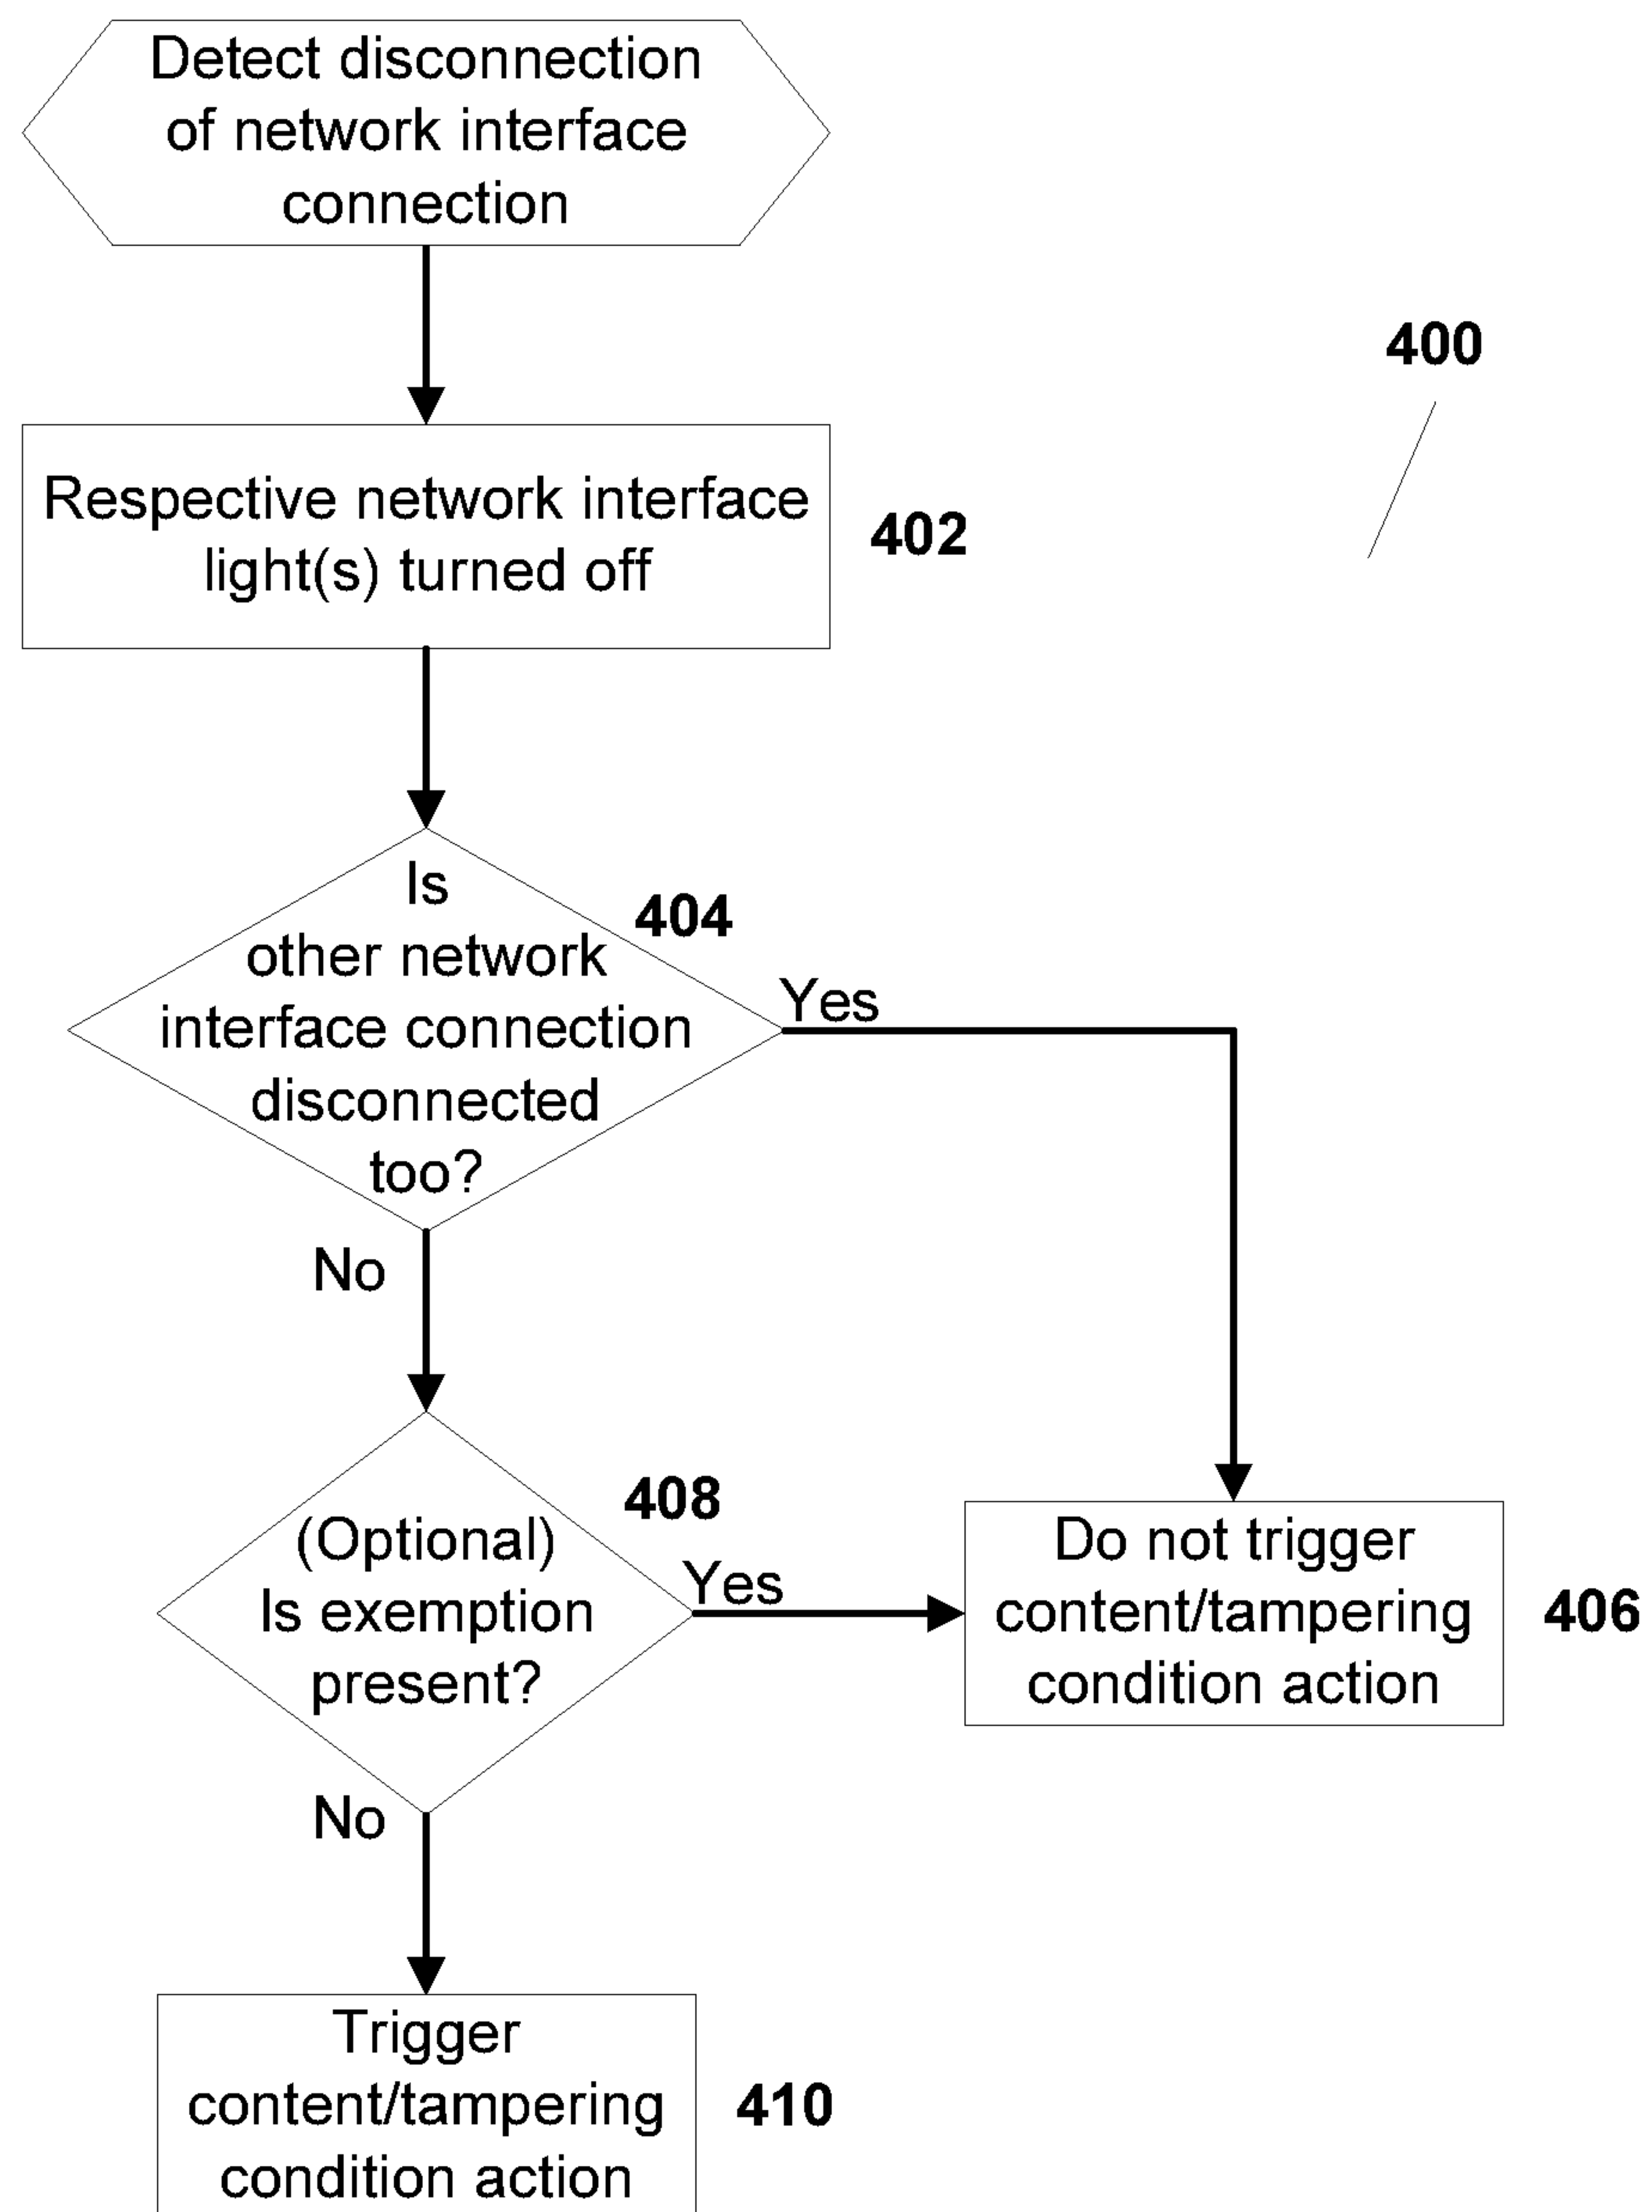 Detect disconnection
of network interface
connection
400
Respective network interface
light(s) turned off
402
Is
other network
interface connection
disconnected
too?
404
Yes
No
(Optional)
Is exemption
present?
408
Yes
Do not trigger
content/tampering
condition action
406
No
Trigger
content/tampering
condition action
410